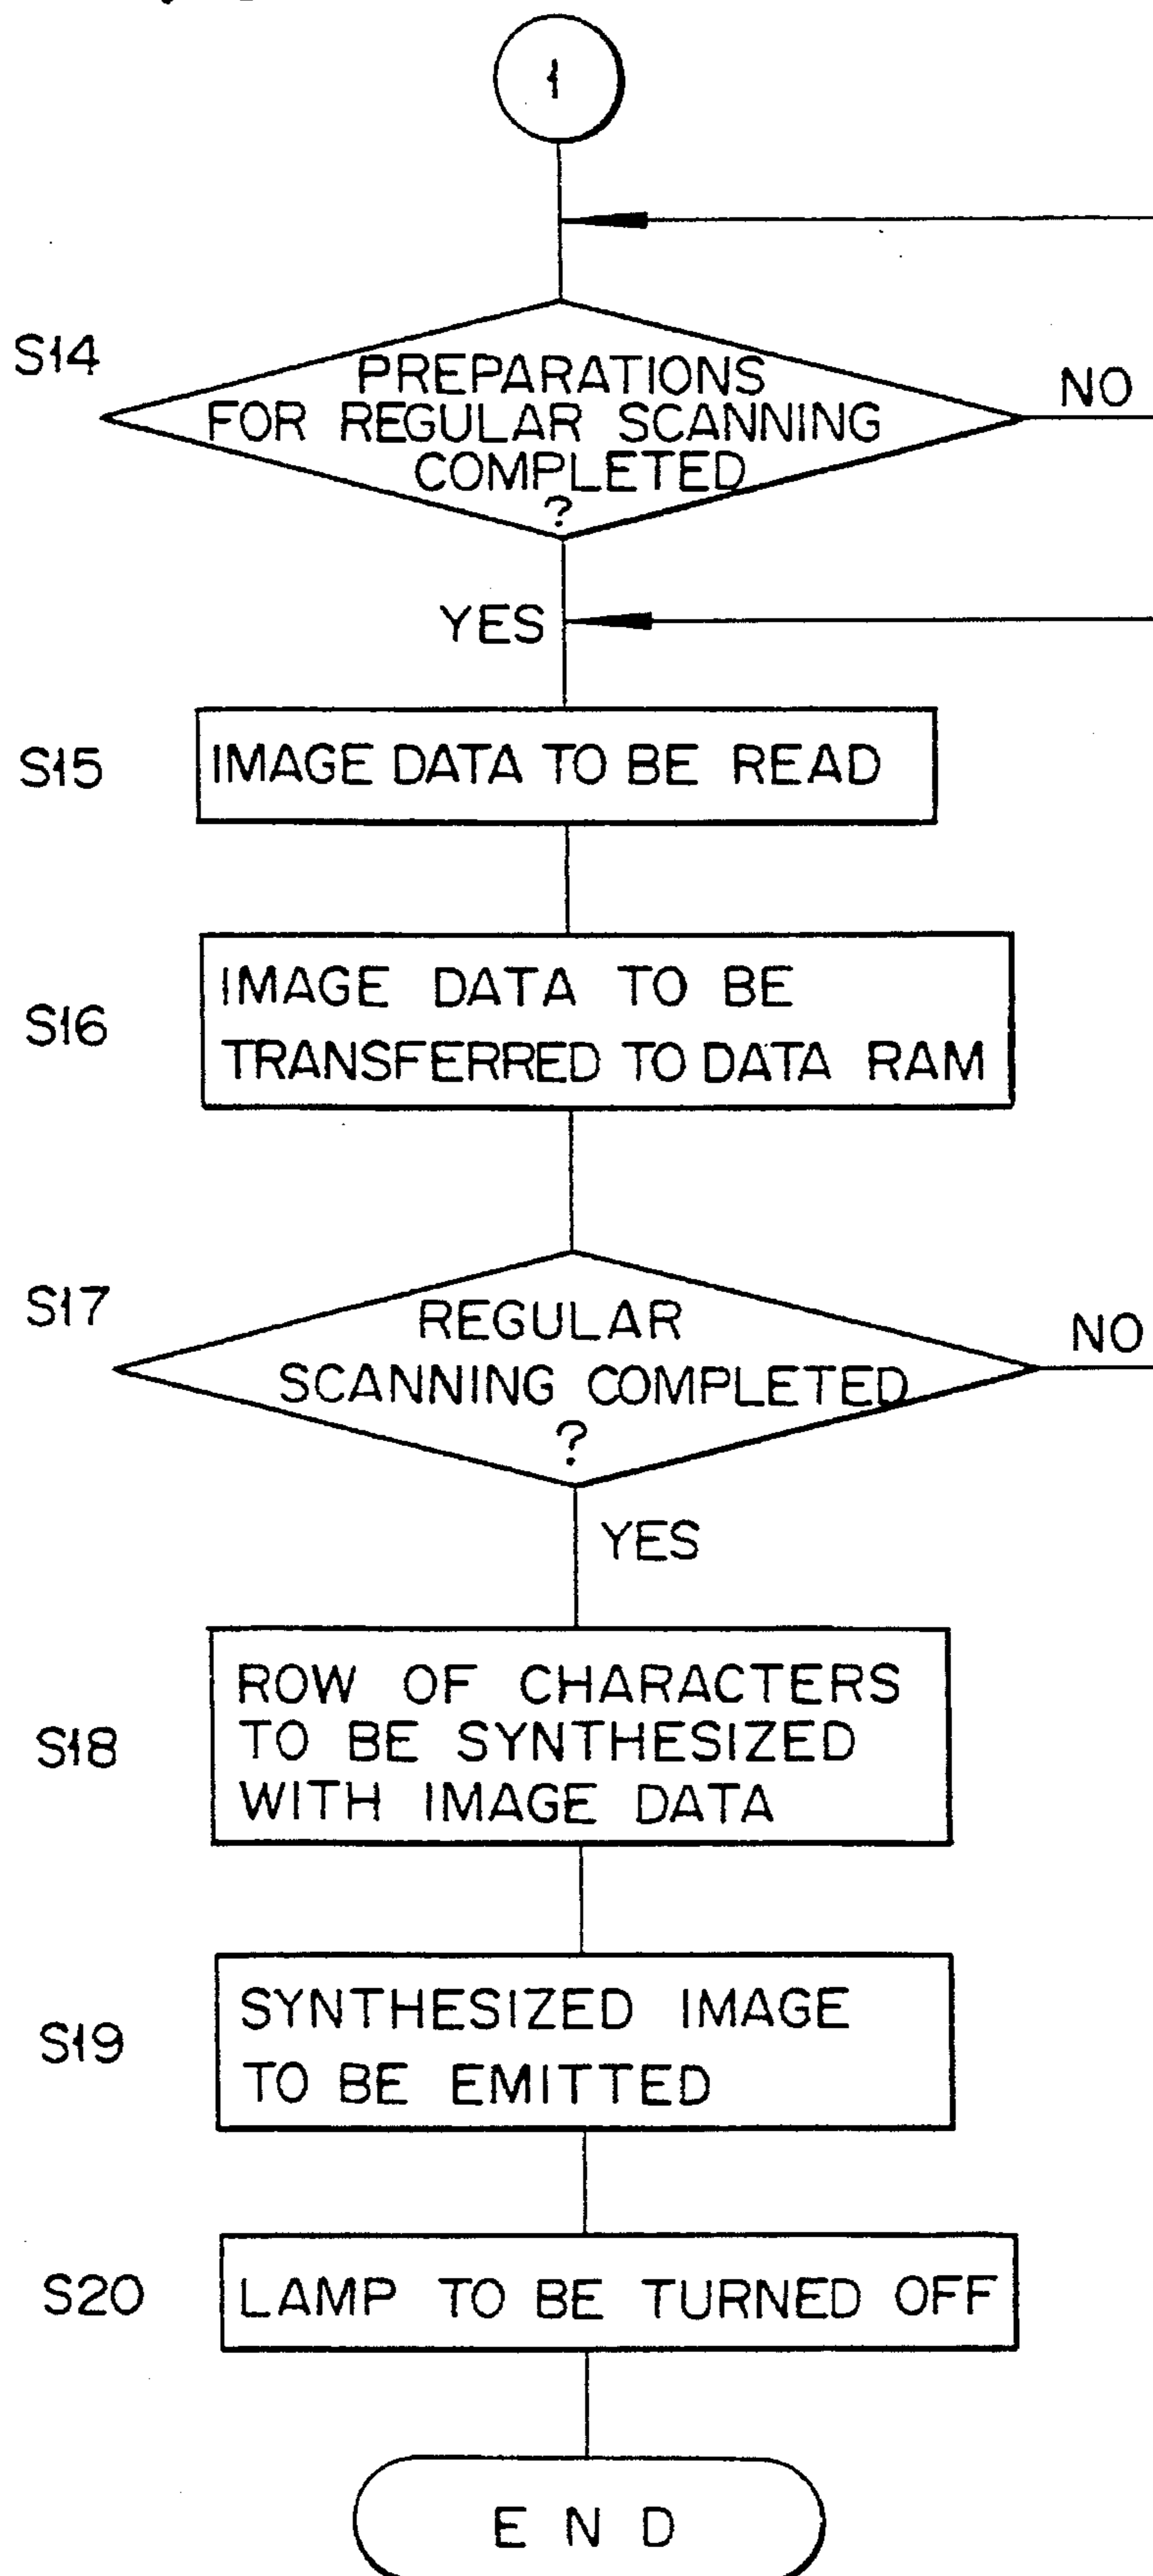 1
S14
PREPARATIONS
FOR REGULAR SCANNING
COMPLETED
?
NO
YES
S15
IMAGE DATA TO BE READ
S16
IMAGE DATA TO BE
TRANSFERRED TO DATA RAM
S17
REGULAR
SCANNING COMPLETED
?
NO
YES
S18
ROW OF CHARACTERS
TO BE SYNTHESIZED
WITH IMAGE DATA
S19
SYNTHESIZED IMAGE
TO BE EMITTED
S20
LAMP TO BE TURNED OFF
END